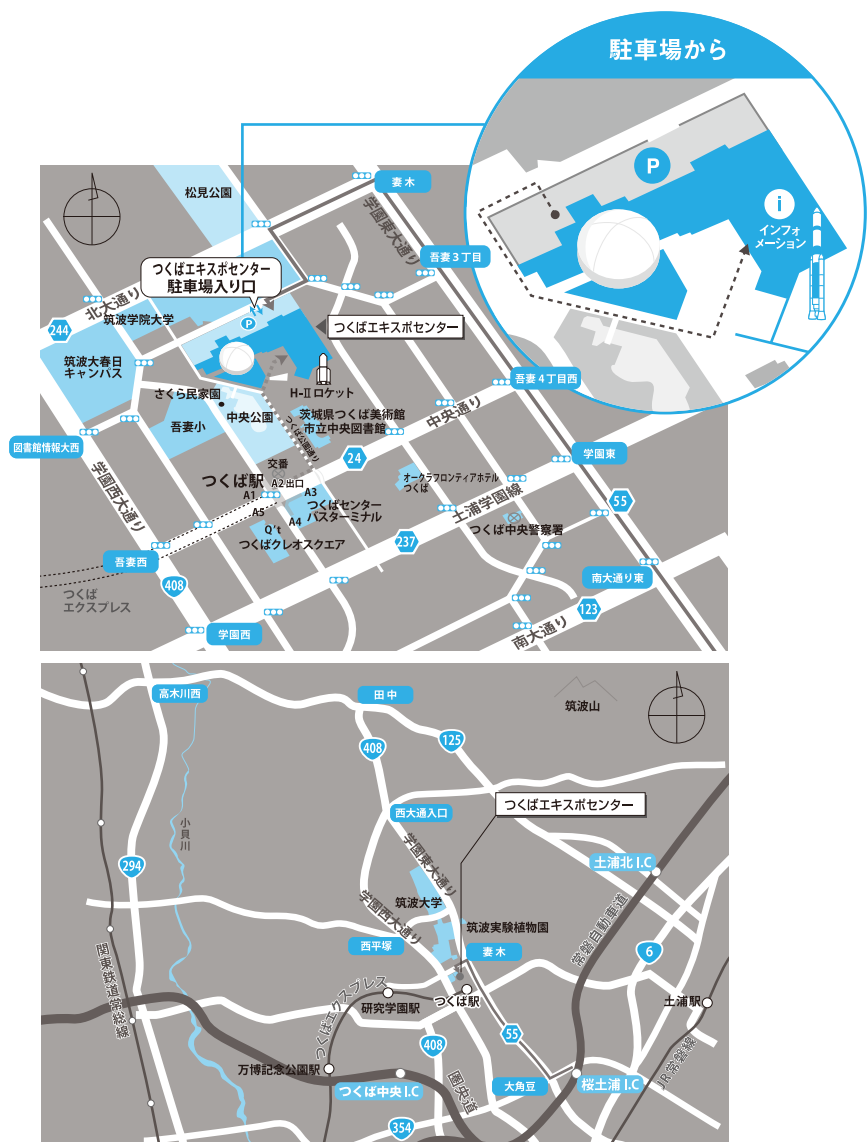 駐車場から
P
i
インフォ
メーション
松見公園
妻木
学園東大通り
吾妻3丁目
つくばエキスポセンター
駐車場入り口
北大通り
筑波学院大学
P
244
つくばエキスポセンター
筑波大春日
キャンパス
H-Ⅱロケット
吾妻4丁目西
さくら民家園
中央公園
茨城県つくば美術館
市立中央図書館
中央通り
吾妻小
つくば公園通り
図書館情報大西
24
学園東
交番
つくば駅
A2出口
オークラフロンティアホテル
つくば
学園西大通り
A1
A3
つくばセンター
バスターミナル
土浦学園線
55
A5
A4
Q't
つくばクレオスクエア
つくば中央警察署
237
吾妻西
408
南大通り東
つくば
エクスプレス
123
学園西
南大通り
高木川西
田中
筑波山
408
125
つくばエキスポセンター
西大通入口
小貝川
294
学園東大通り
土浦北I.C
筑波大学
学園西大通り
筑波実験植物園
常磐自動車道
西平塚
妻木
6
関東鉄道常総線
つくばエクスプレス
研究学園駅
つくば駅
土浦駅
55
408
万博記念公園駅
つくば中央I.C
圏央道
大角豆
桜土浦I.C
JR常磐線
354